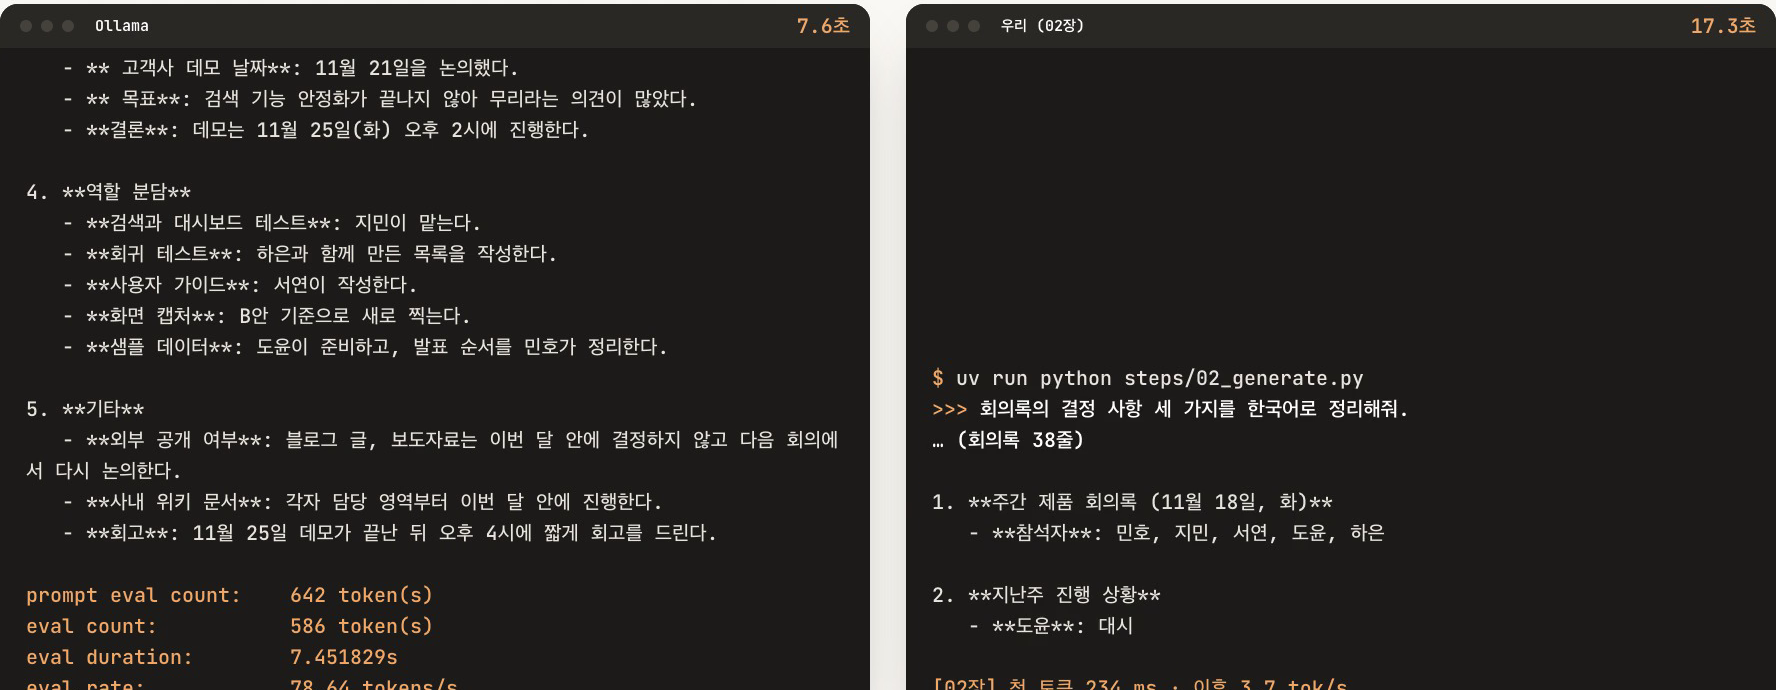 Ollama
7.6초
- ** 고객사 데모 날짜**: 11월 21일을 논의했다.
- ** 목표**: 검색 기능 안정화가 끝나지 않아 무리라는 의견이 많았다.
- **결론**: 데모는 11월 25일(화) 오후 2시에 진행한다.
4. **역할 분담**
- **검색과 대시보드 테스트**: 지민이 맡는다.
- **회귀 테스트**: 하은과 함께 만든 목록을 작성한다.
- **사용자 가이드**: 서연이 작성한다.
- **화면 캡처**: B안 기준으로 새로 찍는다.
- **샘플 데이터**: 도윤이 준비하고, 발표 순서를 민호가 정리한다.
5. **기타**
- **외부 공개 여부**: 블로그 글, 보도자료는 이번 달 안에 결정하지 않고 다음 회의에
서 다시 논의한다.
- **사내 위키 문서**: 각자 담당 영역부터 이번 달 안에 진행한다.
- **회고**: 11월 25일 데모가 끝난 뒤 오후 4시에 짧게 회고를 드린다.
prompt eval count: 642 token(s)
eval count: 586 token(s)
eval duration: 7.451829s
eval rate: 78.64 tokens/s
우리 (02장)
17.3초
$ uv run python steps/02_generate.py
>>> 회의록의 결정 사항 세 가지를 한국어로 정리해줘.
… (회의록 38줄)
1. **주간 제품 회의록 (11월 18일, 화)**
- **참석자**: 민호, 지민, 서연, 도윤, 하은
2. **지난주 진행 상황**
- **도윤**: 대시
[02장] 첫 토큰 234 ms · 이후 3.7 tok/s